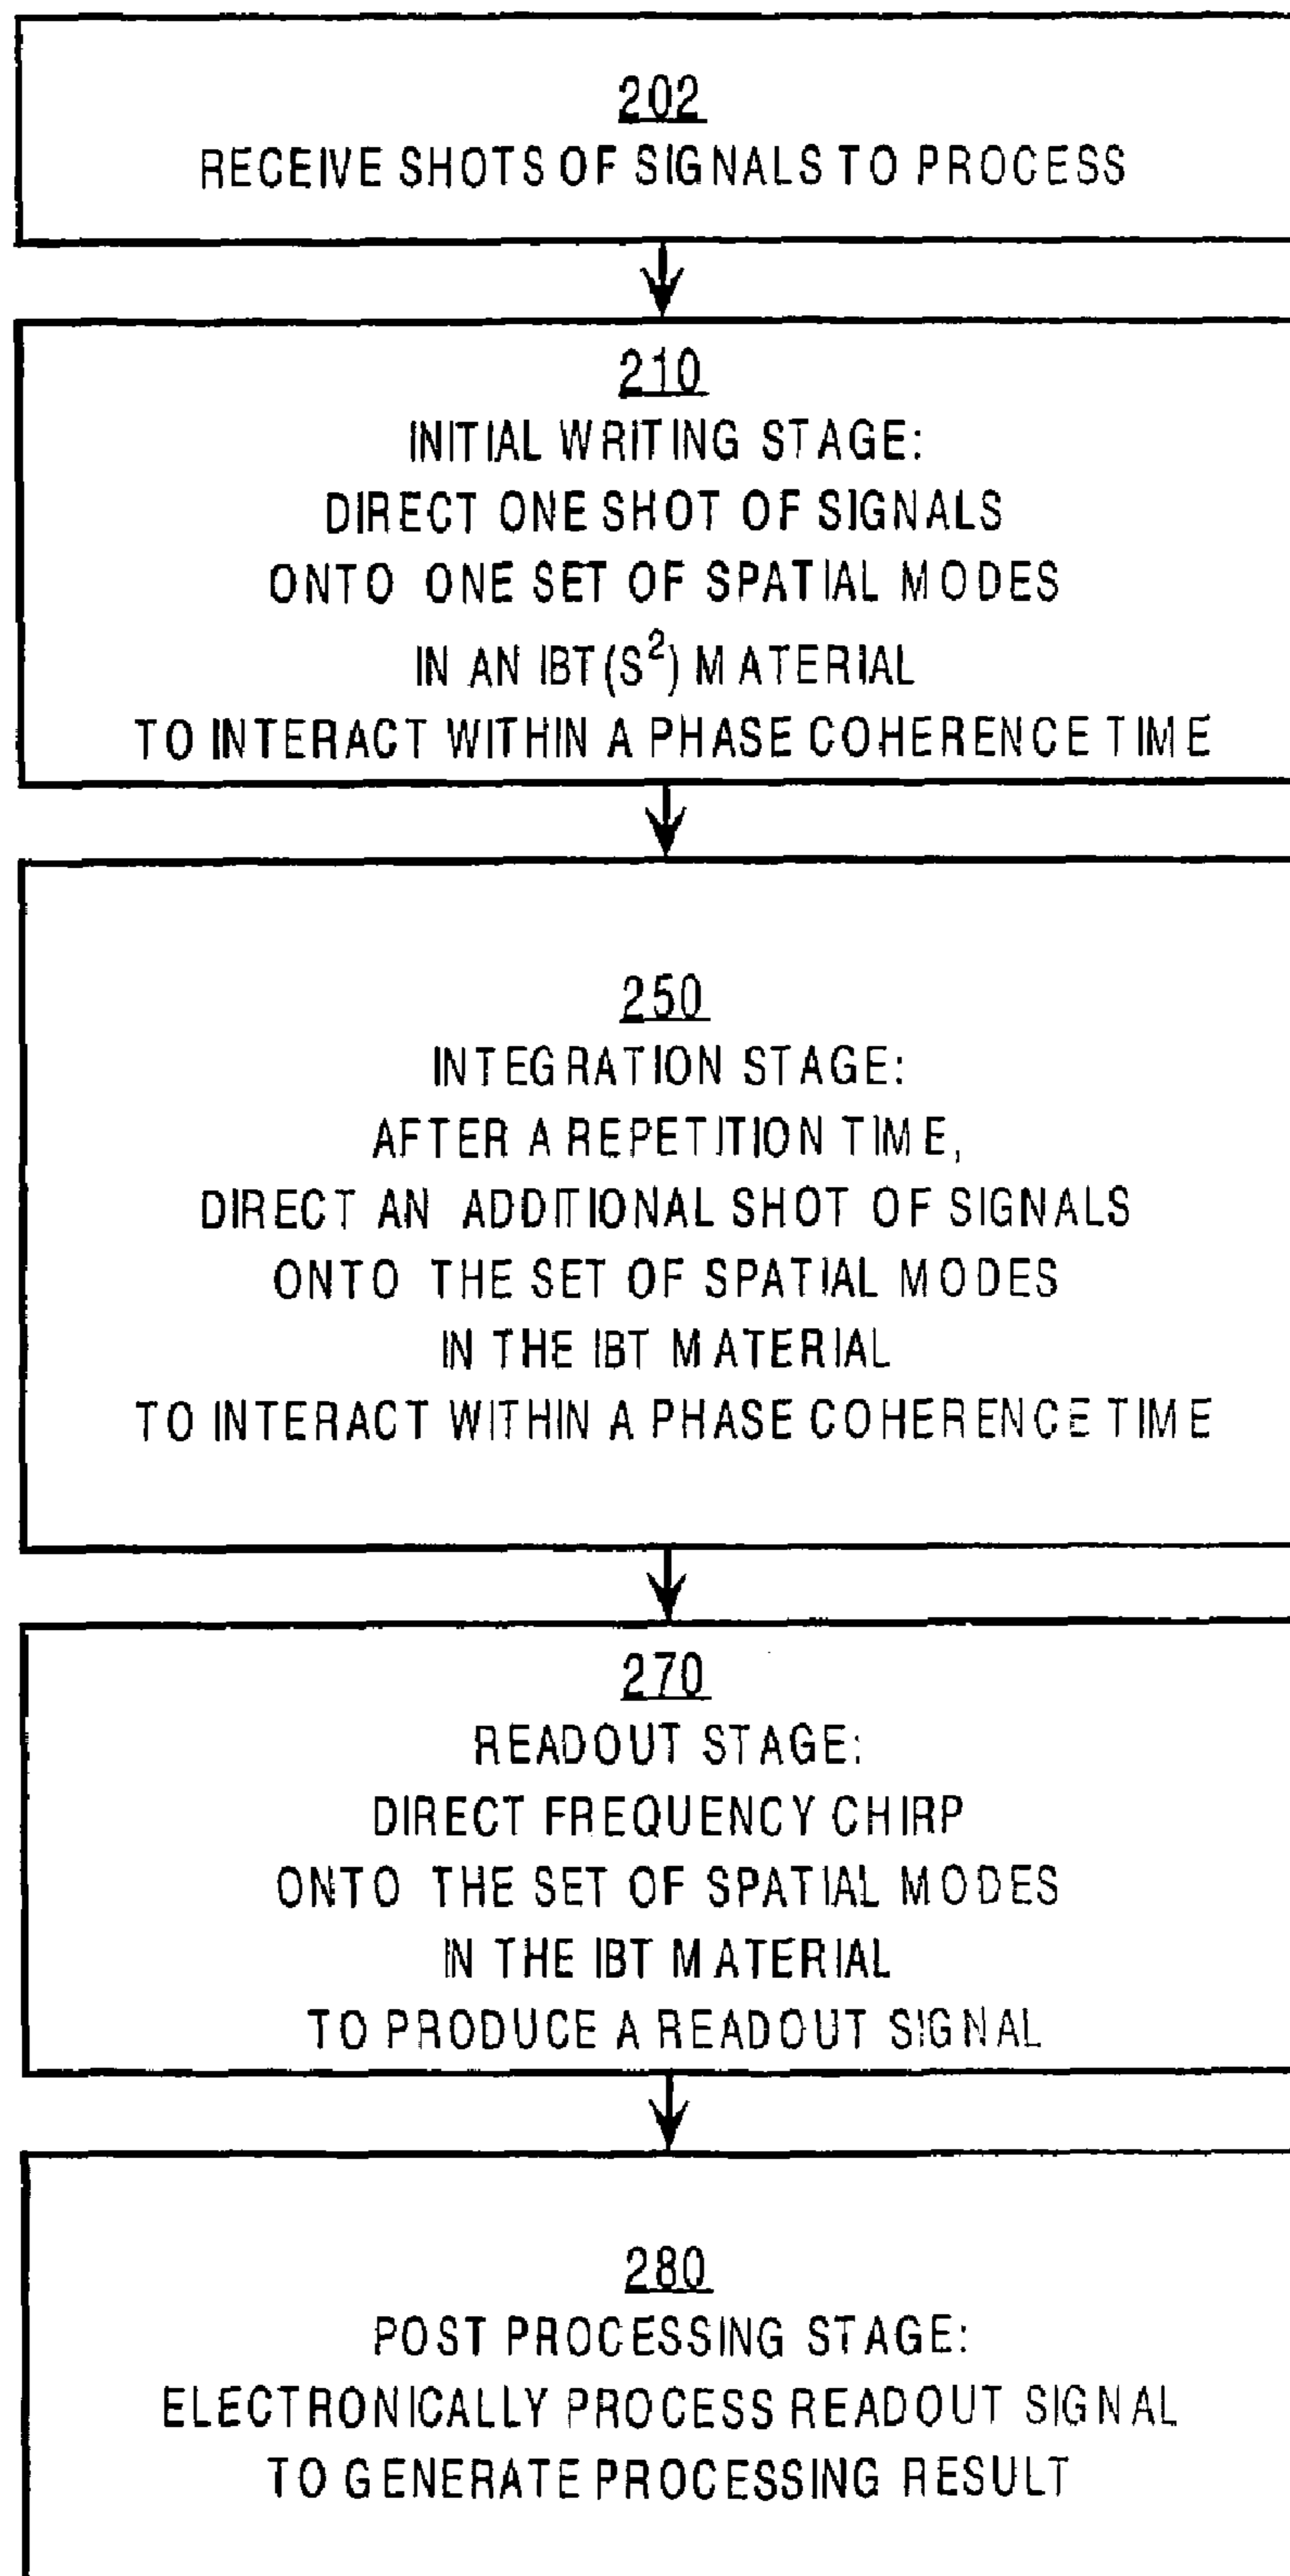 202
RECEIVE SHOTS OF SIGNALS TO PROCESS
210
INITIAL WRITING STAGE:
DIRECT ONE SHOT OF SIGNALS
ONTO ONE SET OF SPATIAL MODES
IN AN IBT(S²) MATERIAL
TO INTERACT WITHIN A PHASE COHERENCE TIME
250
INTEGRATION STAGE:
AFTER A REPETITION TIME,
DIRECT AN ADDITIONAL SHOT OF SIGNALS
ONTO THE SET OF SPATIAL MODES
IN THE IBT MATERIAL
TO INTERACT WITHIN A PHASE COHERENCE TIME
270
READOUT STAGE:
DIRECT FREQUENCY CHIRP
ONTO THE SET OF SPATIAL MODES
IN THE IBT MATERIAL
TO PRODUCE A READOUT SIGNAL
280
POST PROCESSING STAGE:
ELECTRONICALLY PROCESS READOUT SIGNAL
TO GENERATE PROCESSING RESULT